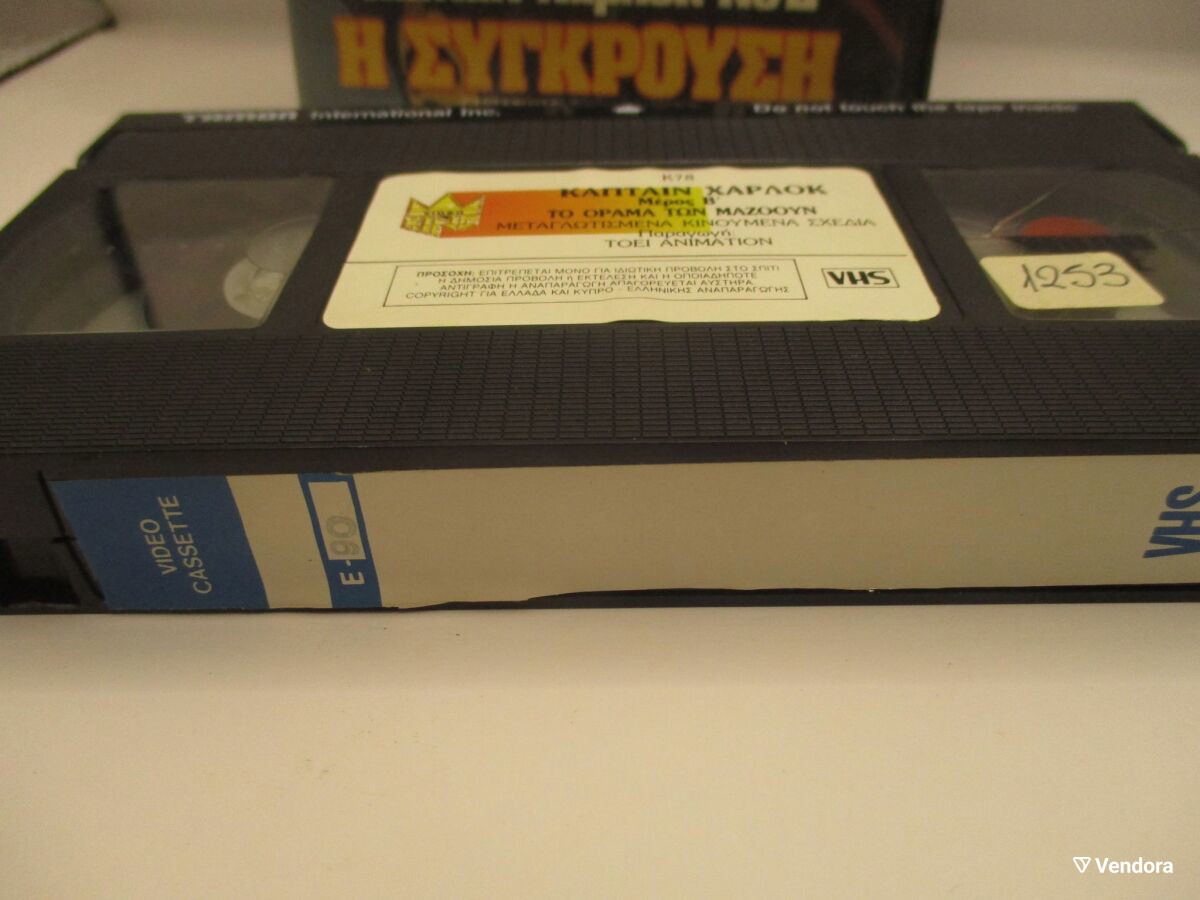 Η ΣΥΓΚΡΟΥΣΗ
International Inc.
Do not touch the tape inside
K78
ΚΑΠΤΑΙΝ ΧΑΡΛΟΚ
Μέρος Β'
ΤΟ ΟΡΑΜΑ ΤΩΝ ΜΑΖΟΟΥΝ
ΜΕΤΑΓΛΩΤΙΣΜΕΝΑ ΚΙΝΟΥΜΕΝΑ ΣΧΕΔΙΑ
Παραγωγή:
TOEI ANIMATION
ΠΡΟΣΟΧΗ: ΕΠΙΤΡΕΠΕΤΑΙ ΜΟΝΟ ΓΙΑ ΙΔΙΩΤΙΚΗ ΠΡΟΒΟΛΗ ΣΤΟ ΣΠΙΤΙ
Η ΔΗΜΟΣΙΑ ΠΡΟΒΟΛΗ ή ΕΚΤΕΛΕΣΗ ΚΑΙ Η ΟΠΟΙΑΔΗΠΟΤΕ
ΑΝΤΙΓΡΑΦΗ Η ΑΝΑΠΑΡΑΓΩΓΗ ΑΠΑΓΟΡΕΥΕΤΑΙ ΑΥΣΤΗΡΑ
COPYRIGHT ΓΙΑ ΕΛΛΑΔΑ ΚΑΙ ΚΥΠΡΟ - ΕΛΛΗΝΙΚΗΣ ΑΝΑΠΑΡΑΓΩΓΗΣ
VHS
1253
VIDEO
CASSETTE
E-90
VHS
Vendora